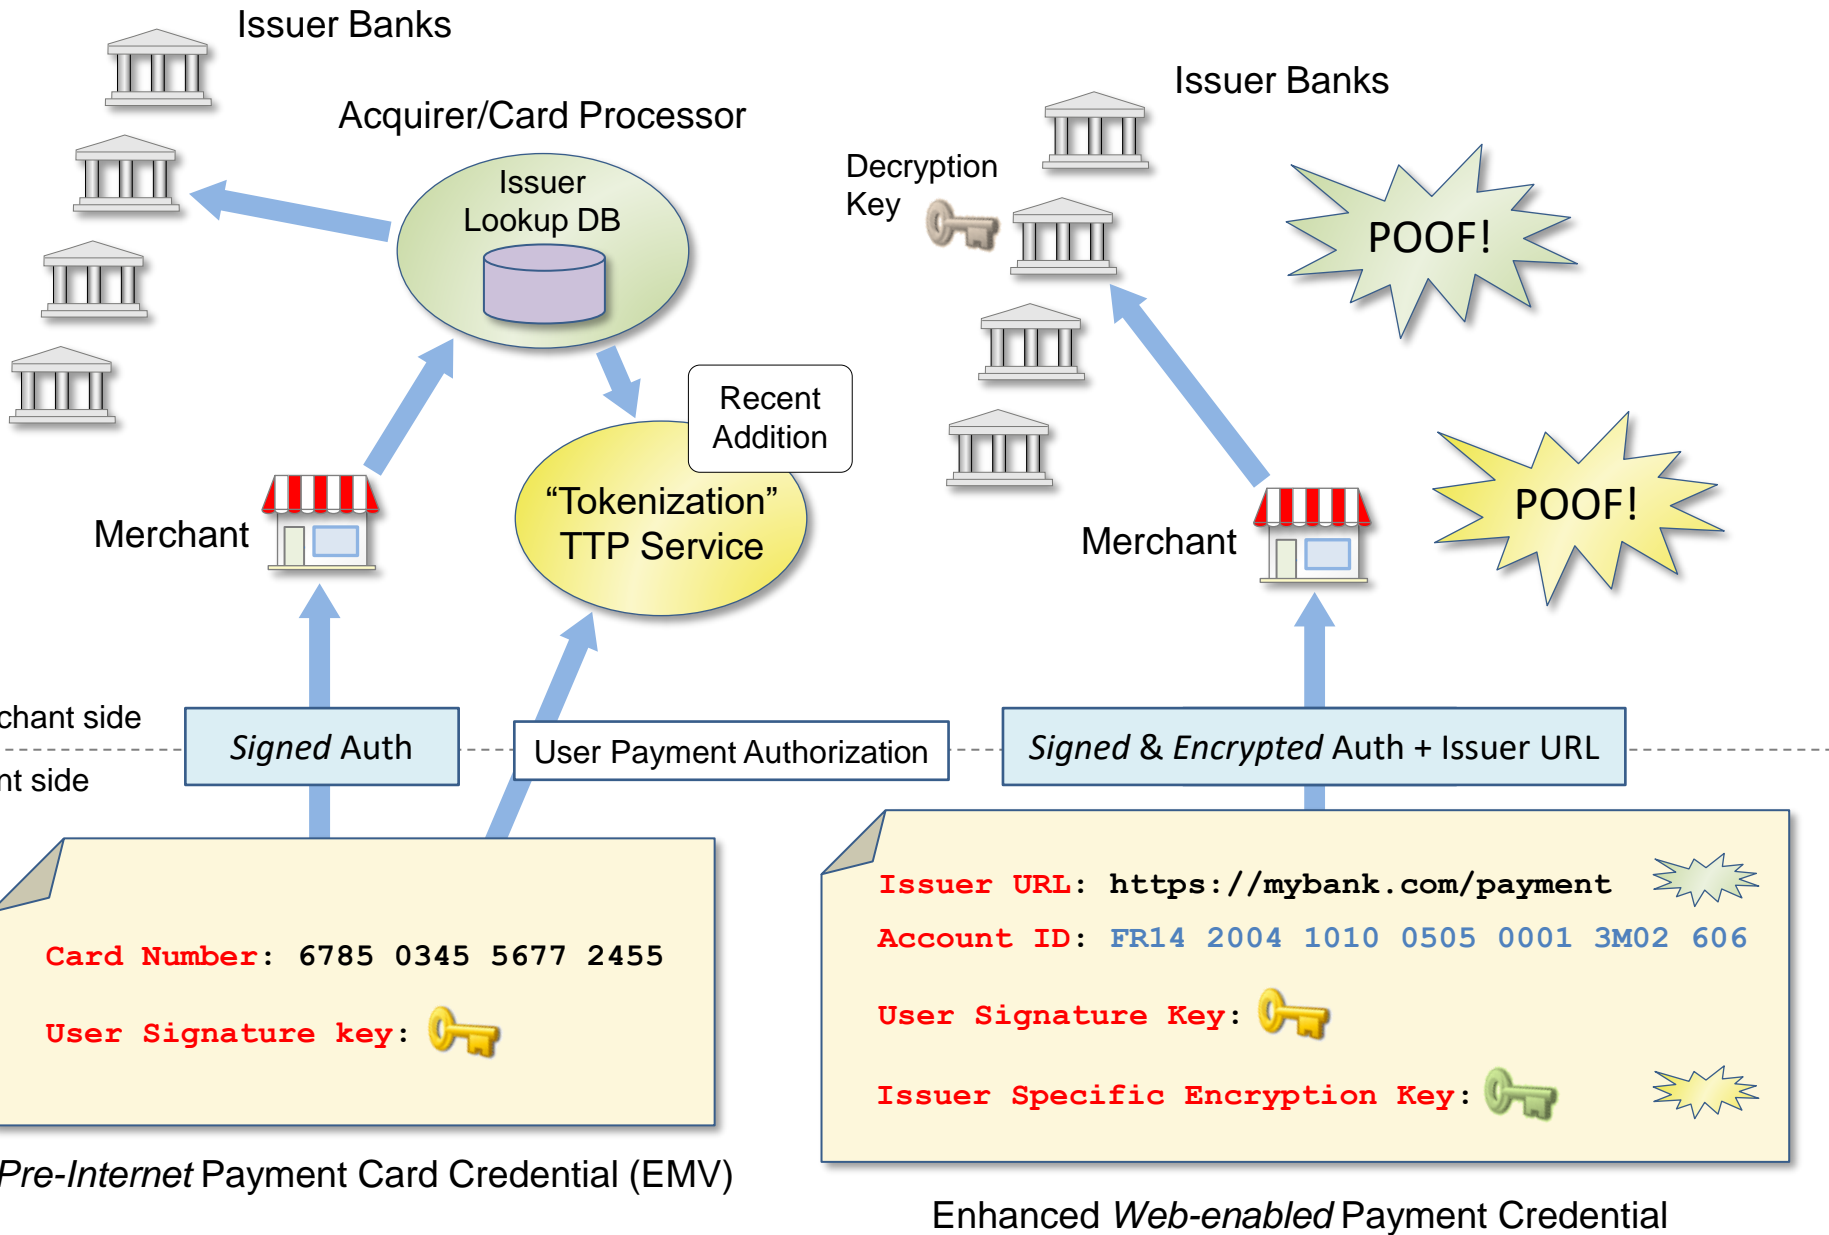 Issuer Banks
Acquirer/Card Processor
Issuer
Lookup DB
Recent
Addition
“Tokenization”
TTP Service
Merchant
chant side
nt side
Signed Auth
User Payment Authorization
Card Number: 6785 0345 5677 2455
User Signature key:
Pre-Internet Payment Card Credential (EMV)
Issuer Banks
Decryption
Key
POOF!
POOF!
Merchant
Signed & Encrypted Auth + Issuer URL
Issuer URL: https://mybank.com/payment
Account ID: FR14 2004 1010 0505 0001 3M02 606
User Signature Key:
Issuer Specific Encryption Key:
Enhanced Web-enabled Payment Credential